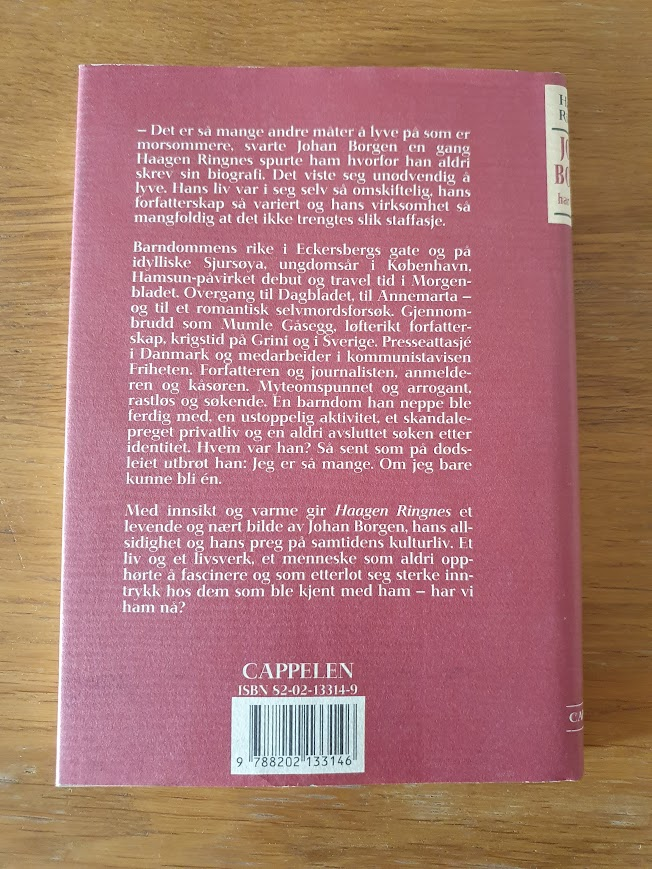 – Det er så mange andre måter å lyve på som er
morsommere, svarte Johan Borgen en gang
Haagen Ringnes spurte ham hvorfor han aldri
skrev sin biografi. Det viste seg unødvendig å
lyve. Hans liv var i seg selv så omskiftelig, hans
forfatterskap så variert og hans virksomhet så
mangfoldig at det ikke trengtes slik staffasje.
Barndommens rike i Eckersbergs gate og på
idylliske Sjursøya, ungdomsår i København,
Hamsun-påvirket debut og travel tid i Morgen-
bladet. Overgang til Dagbladet, til Annemarta –
og til et romantisk selvmordsforsøk. Gjennom-
brudd som Mumle Gåsegg, løfterikt forfatter-
skap, krigstid på Grini og i Sverige. Presseattasjé
i Danmark og medarbeider i kommunistavisen
Friheten. Forfatteren og journalisten, anmelde-
ren og kåsøren. Myteomspunnet og arrogant,
rastløs og søkende. En barndom han neppe ble
ferdig med, en ustoppelig aktivitet, et skandale-
preget privatliv og en aldri avsluttet søken etter
identitet. Hvem var han? Så sent som på døds-
leiet utbrøt han: Jeg er så mange. Om jeg bare
kunne bli én.
Med innsikt og varme gir Haagen Ringnes et
levende og nært bilde av Johan Borgen, hans all-
sidighet og hans preg på samtidens kulturliv. Et
liv og et livsverk, et menneske som aldri opp-
hørte å fascinere og som etterlot seg sterke inn-
trykk hos dem som ble kjent med ham – har vi
ham nå?
CAPPELEN
ISBN 82-02-13314-9
9 788202 133146